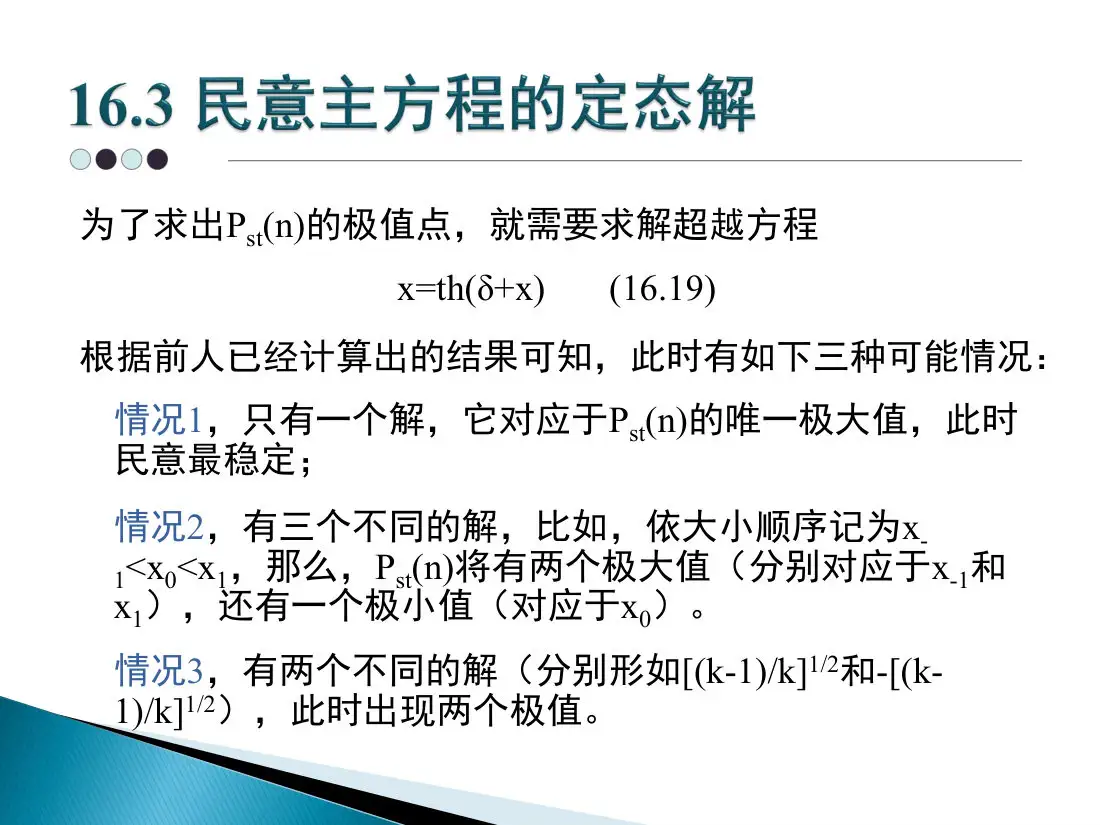 16.3 民意主方程的定态解
为了求出Pst(n)的极值点，就需要求解超越方程
x=th(δ+x) (16.19)
根据前人已经计算出的结果可知，此时有如下三种可能情况：
情况1，只有一个解，它对应于Pst(n)的唯一极大值，此时
民意最稳定；
情况2，有三个不同的解，比如，依大小顺序记为x-
1<x0<x1，那么，Pst(n)将有两个极大值（分别对应于x-1和
x1），还有一个极小值（对应于x0）。
情况3，有两个不同的解（分别形如[(k-1)/k]1/2和-[(k-
1)/k]1/2），此时出现两个极值。